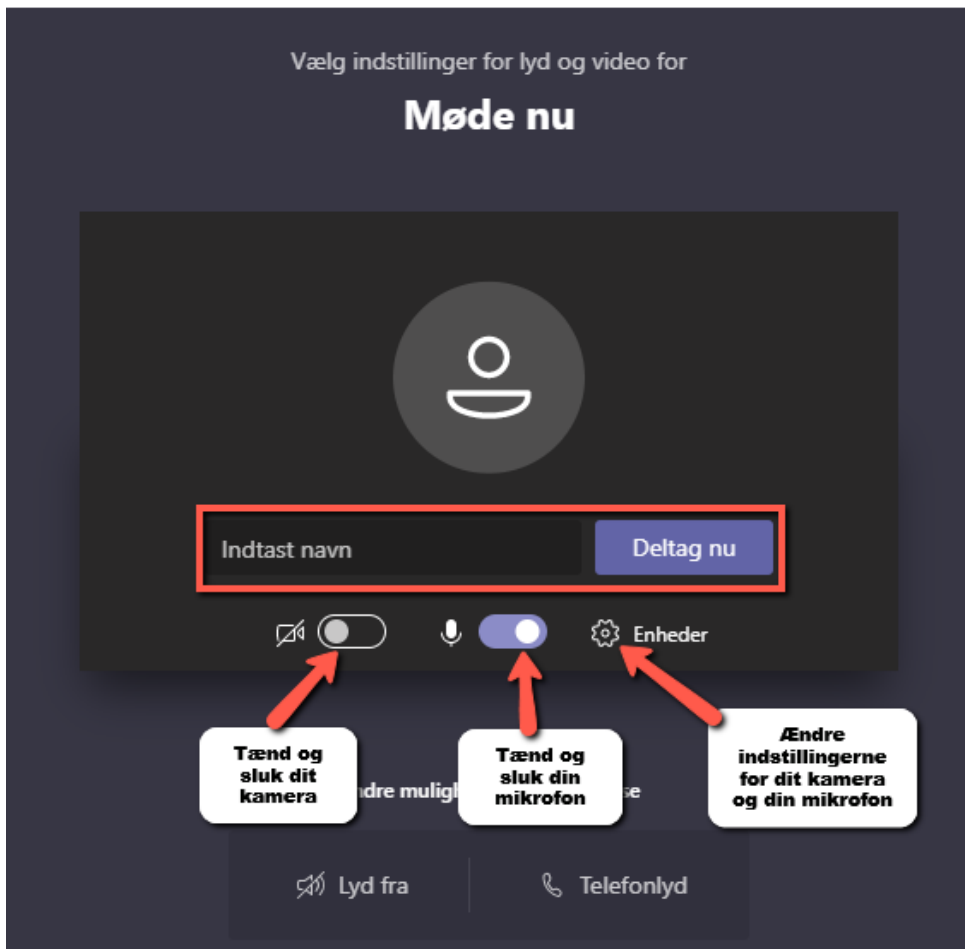 Vælg indstillinger for lyd og video for
Møde nu
Indtast navn
Deltag nu
Enheder
Tænd og
sluk dit
kamera
Tænd og
sluk din
mikrofon
Ændre
indstillingerne
for dit kamera
og din mikrofon
Lyd fra
Telefonlyd